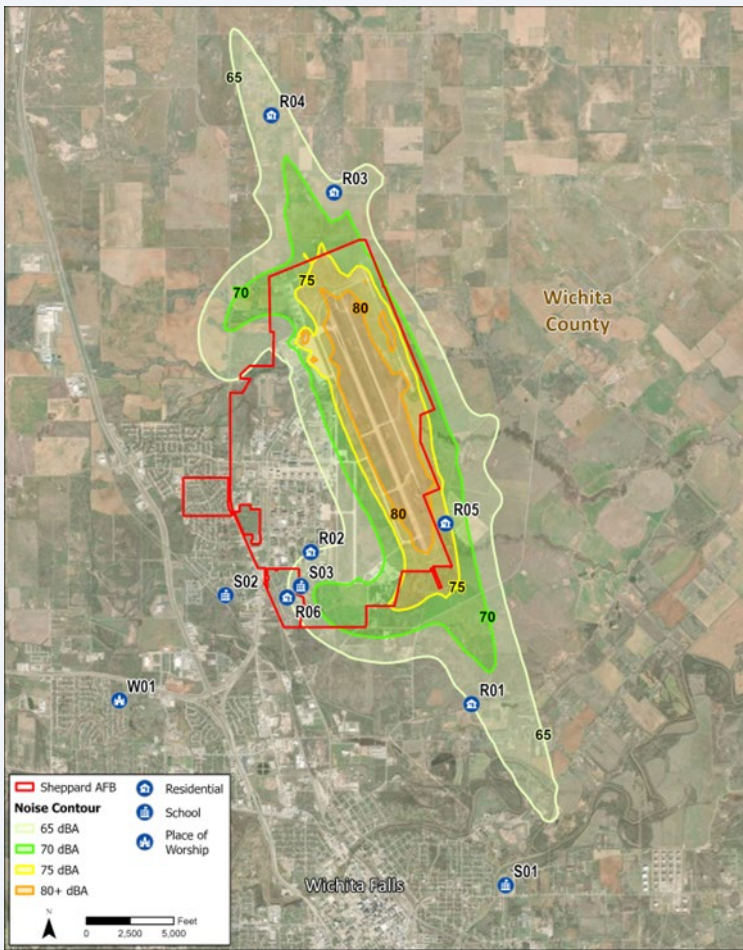 65
R04
R03
75
70
80
Wichita
County
80
R05
R02
S03
S02
R06
75
70
R01
W01
65
S01
Wichita Falls
Sheppard AFB
Noise Contour
65 dBA
70 dBA
75 dBA
80+ dBA
Residential
School
Place of
Worship
N
Feet
0 2,500 5,000